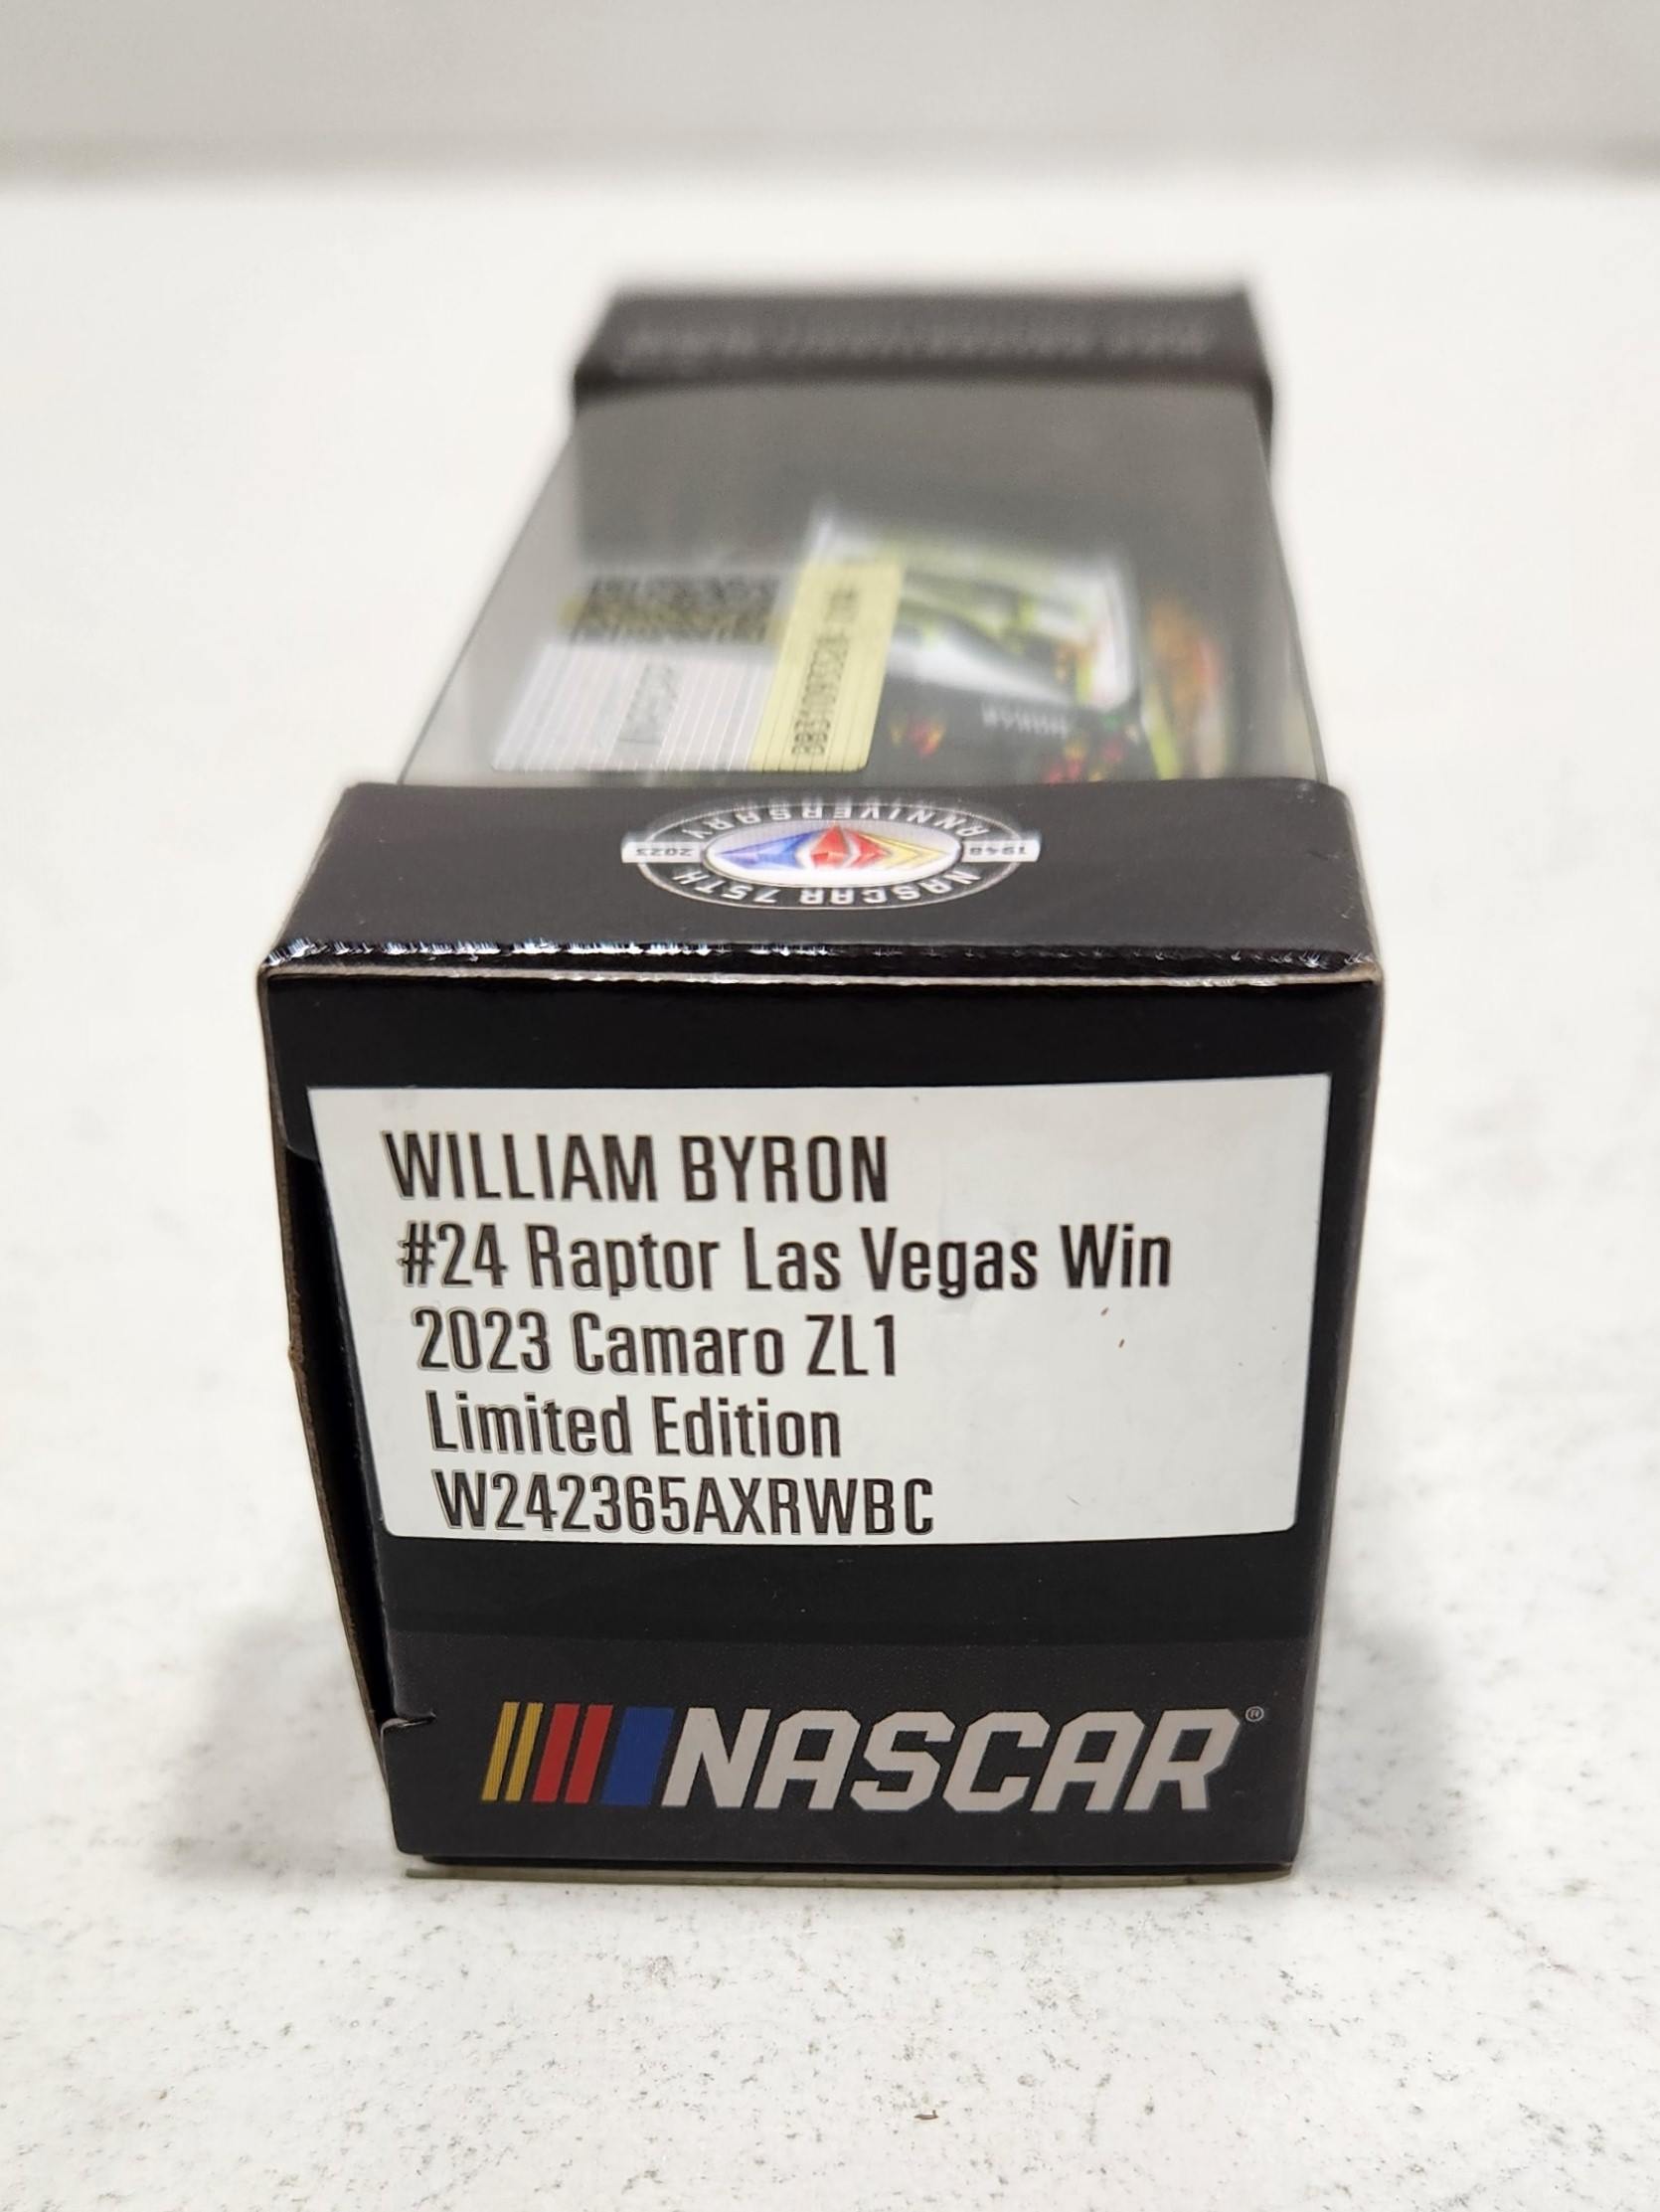 NASCAR 75TH
1948 2023
ANNIVERSARY
WILLIAM BYRON
#24 Raptor Las Vegas Win
2023 Camaro ZL1
Limited Edition
W242365AXRWBC
NASCAR®